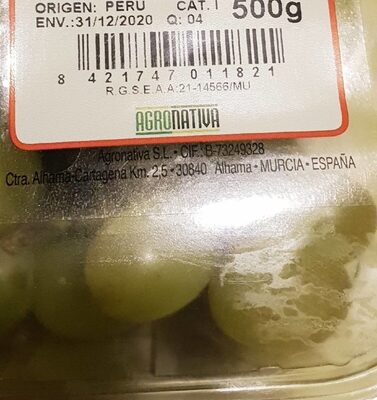 ORIGEN: PERU CAT. I 500g
ENV.:31/12/2020 Q: 04
8 421747 011821
R.G.S.E.A.A:21-14566/MU
AGRONATIVA
Agronativa S.L. • CIF.: B-73249328
Ctra. Alhama-Cartagena Km. 2,5 • 30840 Alhama • MURCIA • ESPAÑA